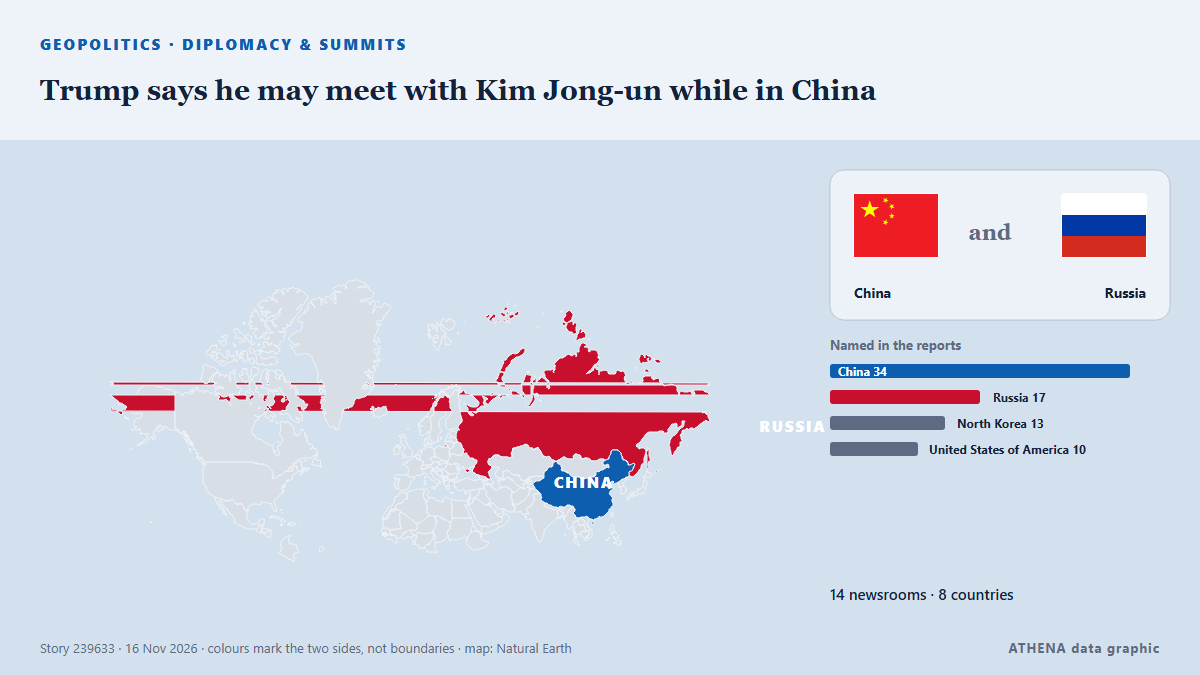 GEOPOLITICS · DIPLOMACY & SUMMITS
Trump says he may meet with Kim Jong-un while in China
and
China
Russia
Named in the reports
China 34
Russia 17
North Korea 13
United States of America 10
RUSSIA
CHINA
14 newsrooms · 8 countries
Story 239633 · 16 Nov 2026 · colours mark the two sides, not boundaries · map: Natural Earth
ATHENA data graphic